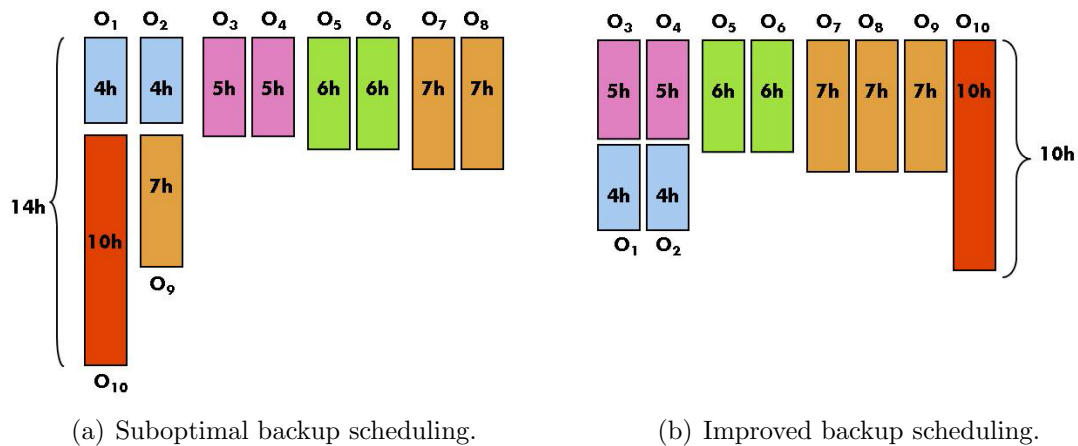 O1 O2 O3 O4 O5 O6 O7 O8
4h 4h 5h 5h 6h 6h 7h 7h
14h
10h
7h
O9
O10
(a) Suboptimal backup scheduling.
O3 O4 O5 O6 O7 O8 O9 O10
5h 5h 6h 6h 7h 7h 7h 10h
10h
4h 4h
O1 O2
(b) Improved backup scheduling.